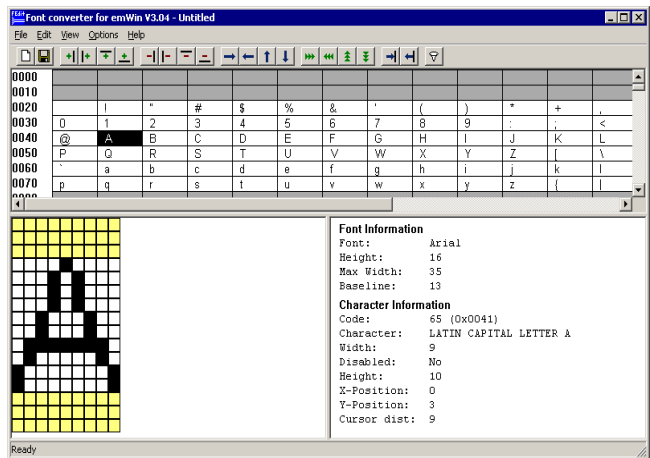 Font converter for emWin V3.04 - Untitled
File Edit View Options Help
0000
0010
0020 ! " # $ % & ' ( ) * + ,
0030 0 1 2 3 4 5 6 7 8 9 : ; <
0040 @ A B C D E F G H I J K L
0050 P Q R S T U V W X Y Z [ \
0060 ` a b c d e f g h i j k l
0070 p q r s t u v w x y z { |
Font Information
Font: Arial
Height: 16
Max Width: 35
Baseline: 13
Character Information
Code: 65 (0x0041)
Character: LATIN CAPITAL LETTER A
Width: 9
Disabled: No
Height: 10
X-Position: 0
Y-Position: 3
Cursor dist: 9
Ready